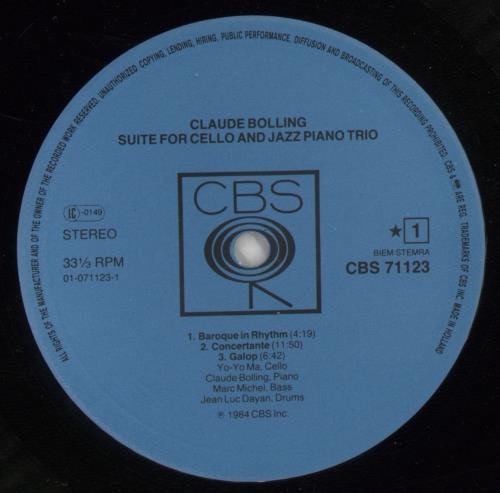 ALL RIGHTS OF THE MANUFACTURER AND OF THE OWNER OF THE RECORDED WORK RESERVED. UNAUTHORIZED COPYING, LENDING, HIRING, PUBLIC PERFORMANCE, DIFFUSION AND BROADCASTING OF THIS RECORDING PROHIBITED. CBS & ARE REG. TRADEMARKS OF CBS INC. MADE IN HOLLAND
CLAUDE BOLLING
SUITE FOR CELLO AND JAZZ PIANO TRIO
CBS
LC -0149
STEREO
33⅓ RPM
01-071123-1
★ 1
BIEM/STEMRA
CBS 71123
1. Baroque in Rhythm (4:19)
2. Concertante (11:50)
3. Galop (6:42)
Yo-Yo Ma, Cello
Claude Bolling, Piano
Marc Michel, Bass
Jean Luc Dayan, Drums
℗ 1984 CBS Inc.